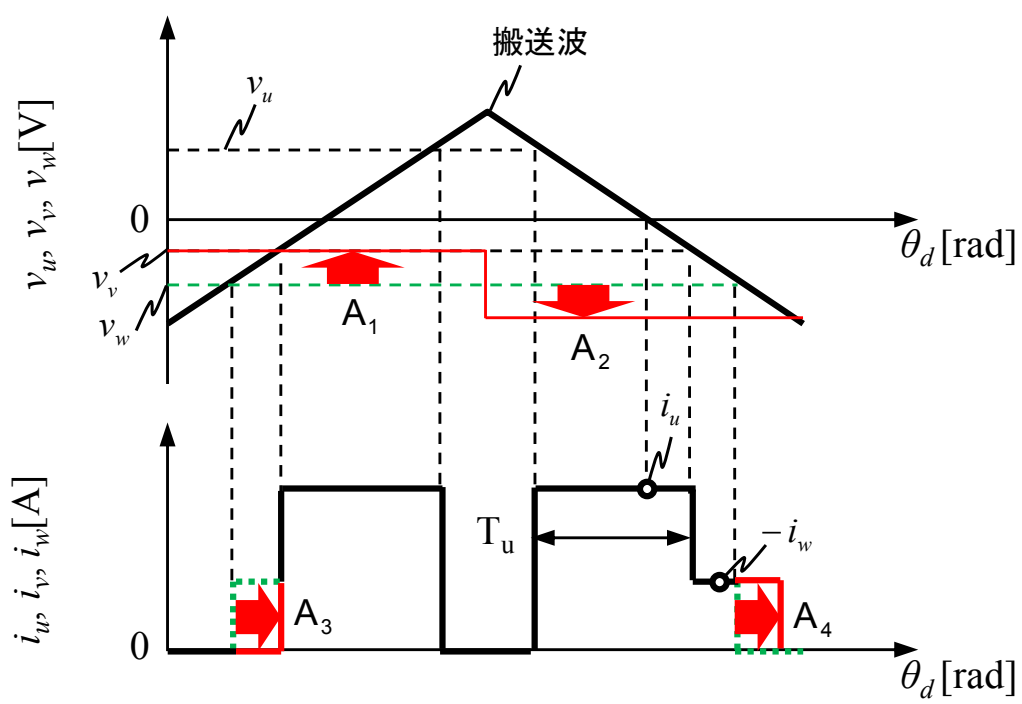 搬送波
v_u, v_v, v_w[V]
v_u
0
θ_d[rad]
v_v
v_w
A_1
A_2
i_u, i_v, i_w[A]
i_u
T_u
−i_w
A_3
A_4
0
θ_d[rad]